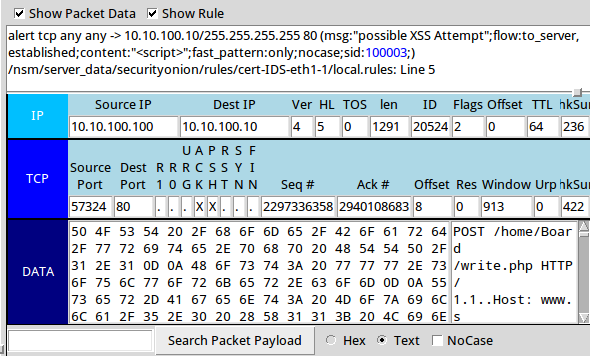 Show Packet Data Show Rule
alert tcp any any -> 10.10.100.10/255.255.255.255 80 (msg:"possible XSS Attempt";flow:to_server,
established;content:"<script>";fast_pattern:only;nocase;sid:100003;)
/nsm/server_data/securityonion/rules/cert-IDS-eth1-1/local.rules: Line 5
IP
Source IP Dest IP Ver HL TOS len ID Flags Offset TTL hkSur
10.10.100.100 10.10.100.10 4 5 0 1291 20524 2 0 64 236
TCP
U A P R S F
Source Dest R R R C S S Y I
Port Port 1 0 G K H T N N Seq # Ack # Offset Res Window Urp hkSur
57324 80 . . . X X . . . 2297336358 2940108683 8 0 913 0 422
DATA
50 4F 53 54 20 2F 68 6F 6D 65 2F 42 6F 61 72 64 POST /home/Boar
2F 77 72 69 74 65 2E 70 68 70 20 48 54 54 50 2F d
31 2E 31 0D 0A 48 6F 73 74 3A 20 77 77 77 2E 73 /write.php HTTP
6F 75 6C 77 6F 72 6B 65 72 2E 63 6F 6D 0D 0A 55 /
73 65 72 2D 41 67 65 6E 74 3A 20 4D 6F 7A 69 6C 1.1..Host: www.
6C 61 2F 35 2E 30 20 28 58 31 31 3B 20 4C 69 6E s
Search Packet Payload Hex Text NoCase